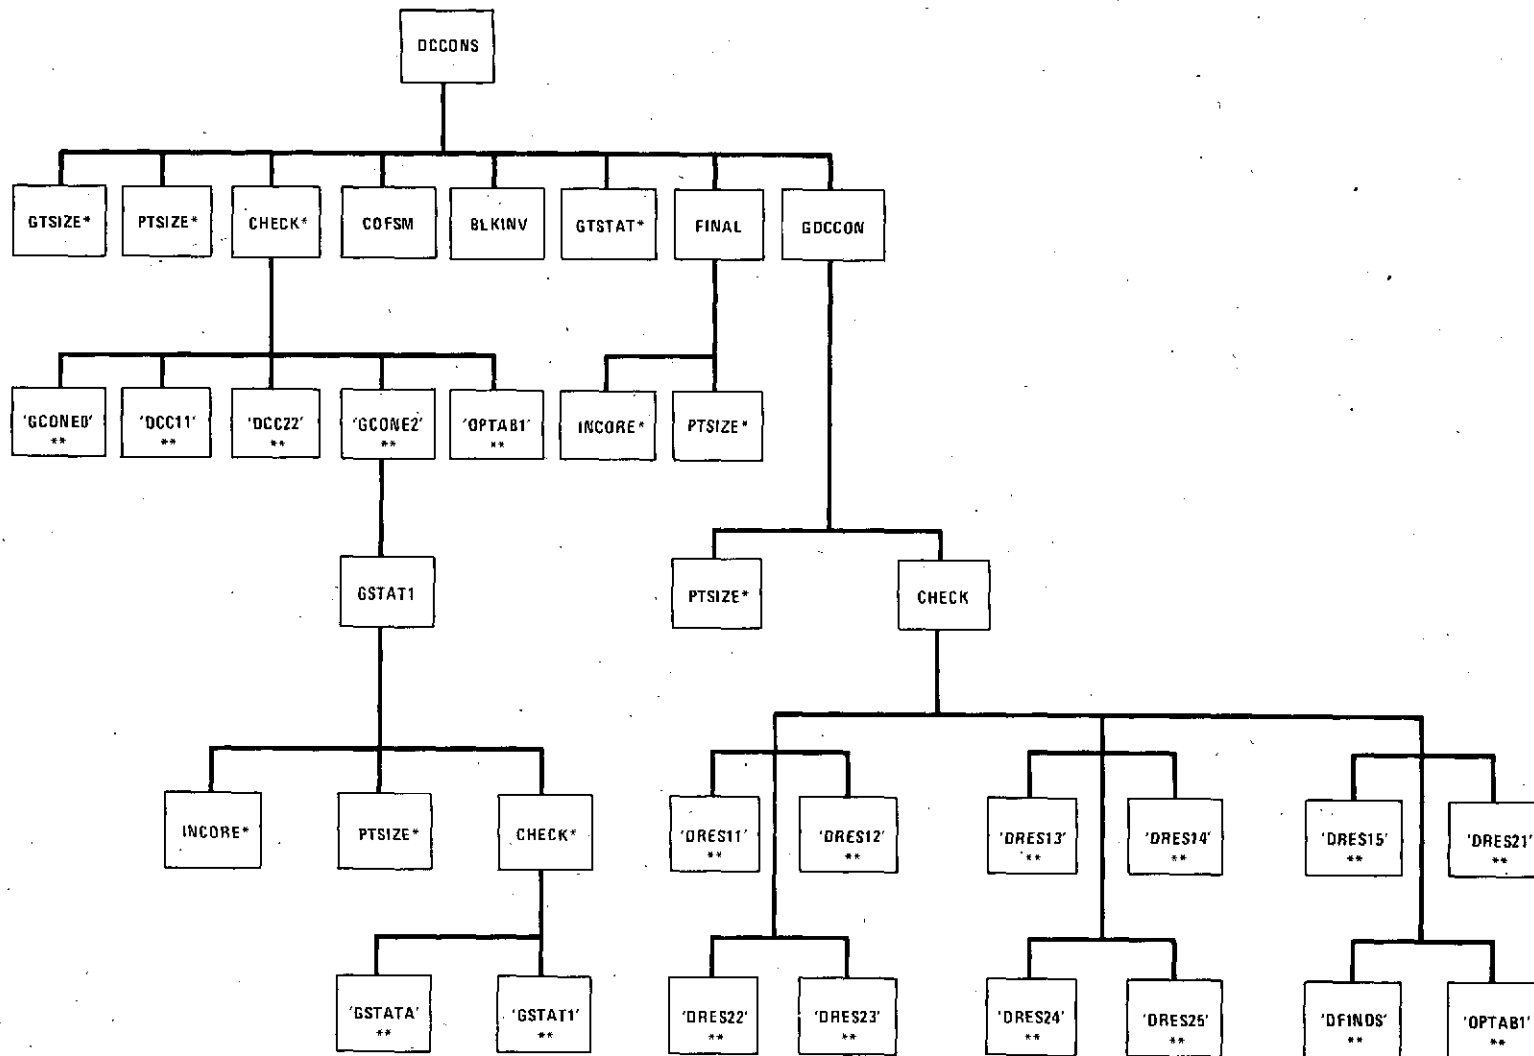 DCCONS
GTSIZE* PTSIZE* CHECK* COFSM BLKINV GTSTAT* FINAL GDCCON
'GCONE0' 'DCC11' 'DCC22' 'GCONE2' 'OPTAB1' INCORE* PTSIZE*
** ** ** ** **
GSTAT1 PTSIZE* CHECK
INCORE* PTSIZE* CHECK* 'DRES11' 'DRES12' 'DRES13' 'DRES14' 'DRES15' 'DRES21'
** ** ** ** ** **
'GSTATA' 'GSTAT1' 'DRES22' 'DRES23' 'DRES24' 'DRES25' 'DFINDS' 'OPTAB1'
** ** ** ** ** ** ** **